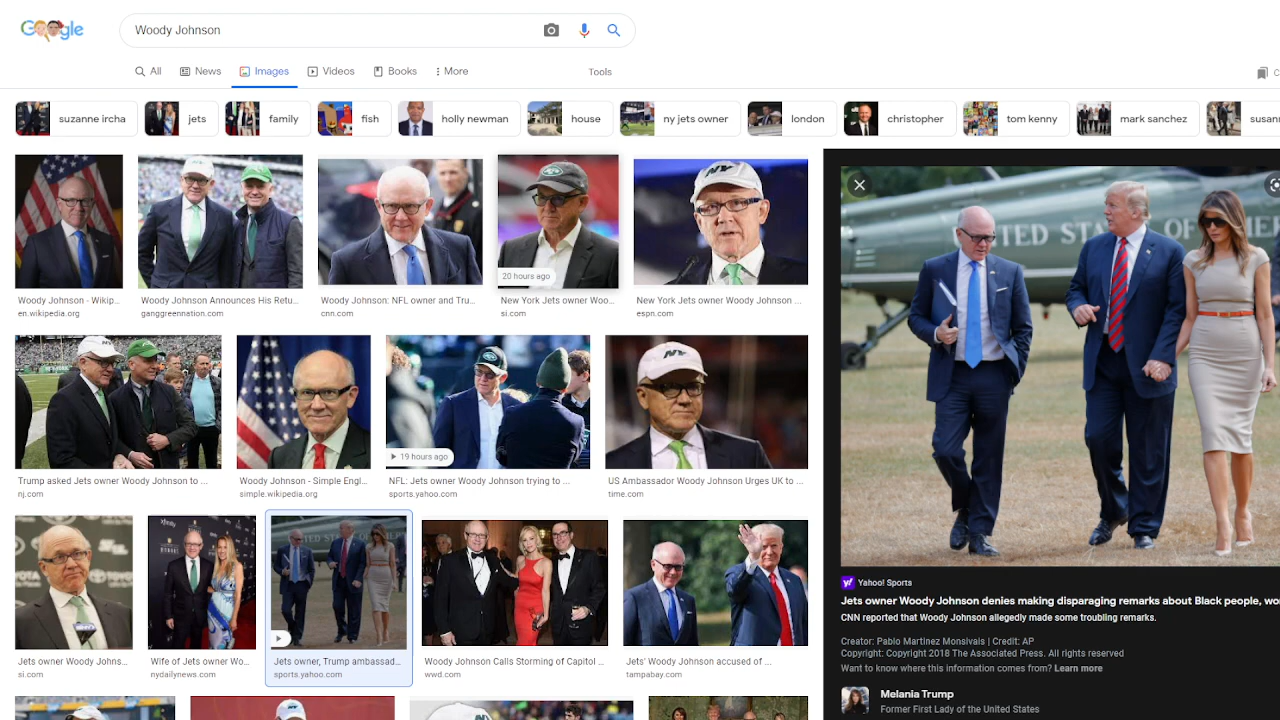 Google
Woody Johnson
All
News
Images
Videos
Books
More
Tools
suzanne ircha
jets
family
fish
holly newman
house
ny jets owner
london
christopher
tom kenny
mark sanchez
Woody Johnson - Wikip...
en.wikipedia.org
Woody Johnson Announces His Retu...
ganggreennation.com
Woody Johnson: NFL owner and Tru...
cnn.com
20 hours ago
New York Jets owner Woo...
si.com
New York Jets owner Woody Johnson ...
espn.com
Trump asked Jets owner Woody Johnson to ...
nj.com
Woody Johnson - Simple Engl...
simple.wikipedia.org
19 hours ago
NFL: Jets owner Woody Johnson trying to ...
sports.yahoo.com
US Ambassador Woody Johnson Urges UK to ...
time.com
Jets owner Woody Johns...
si.com
Wife of Jets owner Wo...
nydailynews.com
Jets owner, Trump ambassad...
sports.yahoo.com
Woody Johnson Calls Storming of Capitol ...
wwd.com
Jets' Woody Johnson accused of ...
tampabay.com
Yahoo! Sports
Jets owner Woody Johnson denies making disparaging remarks about Black people, wo
CNN reported that Woody Johnson allegedly made some troubling remarks.
Creator: Pablo Martinez Monsivais | Credit: AP
Copyright: Copyright 2018 The Associated Press. All rights reserved
Want to know where this information comes from? Learn more
Melania Trump
Former First Lady of the United States